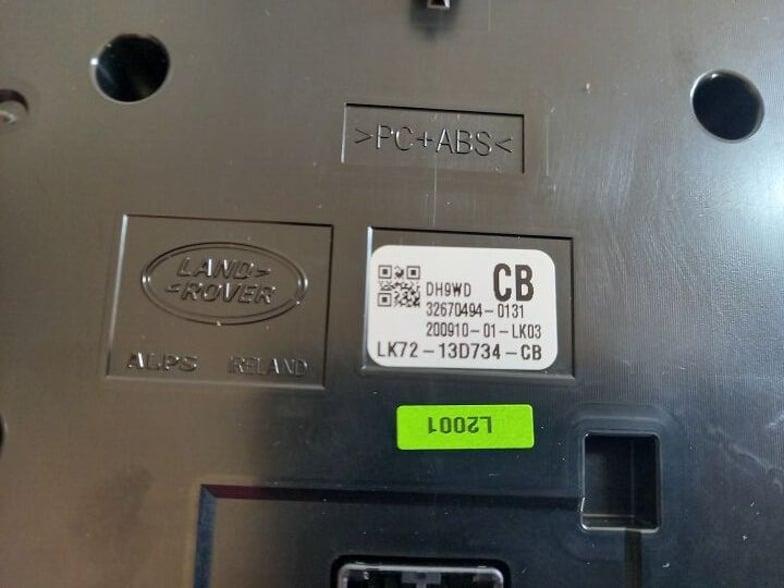 >PC+ABS<
LAND>
<ROVER
ALPS IRELAND
DH9WD CB
32670494-0131
200910-01-LK03
LK72-13D734-CB
L2001